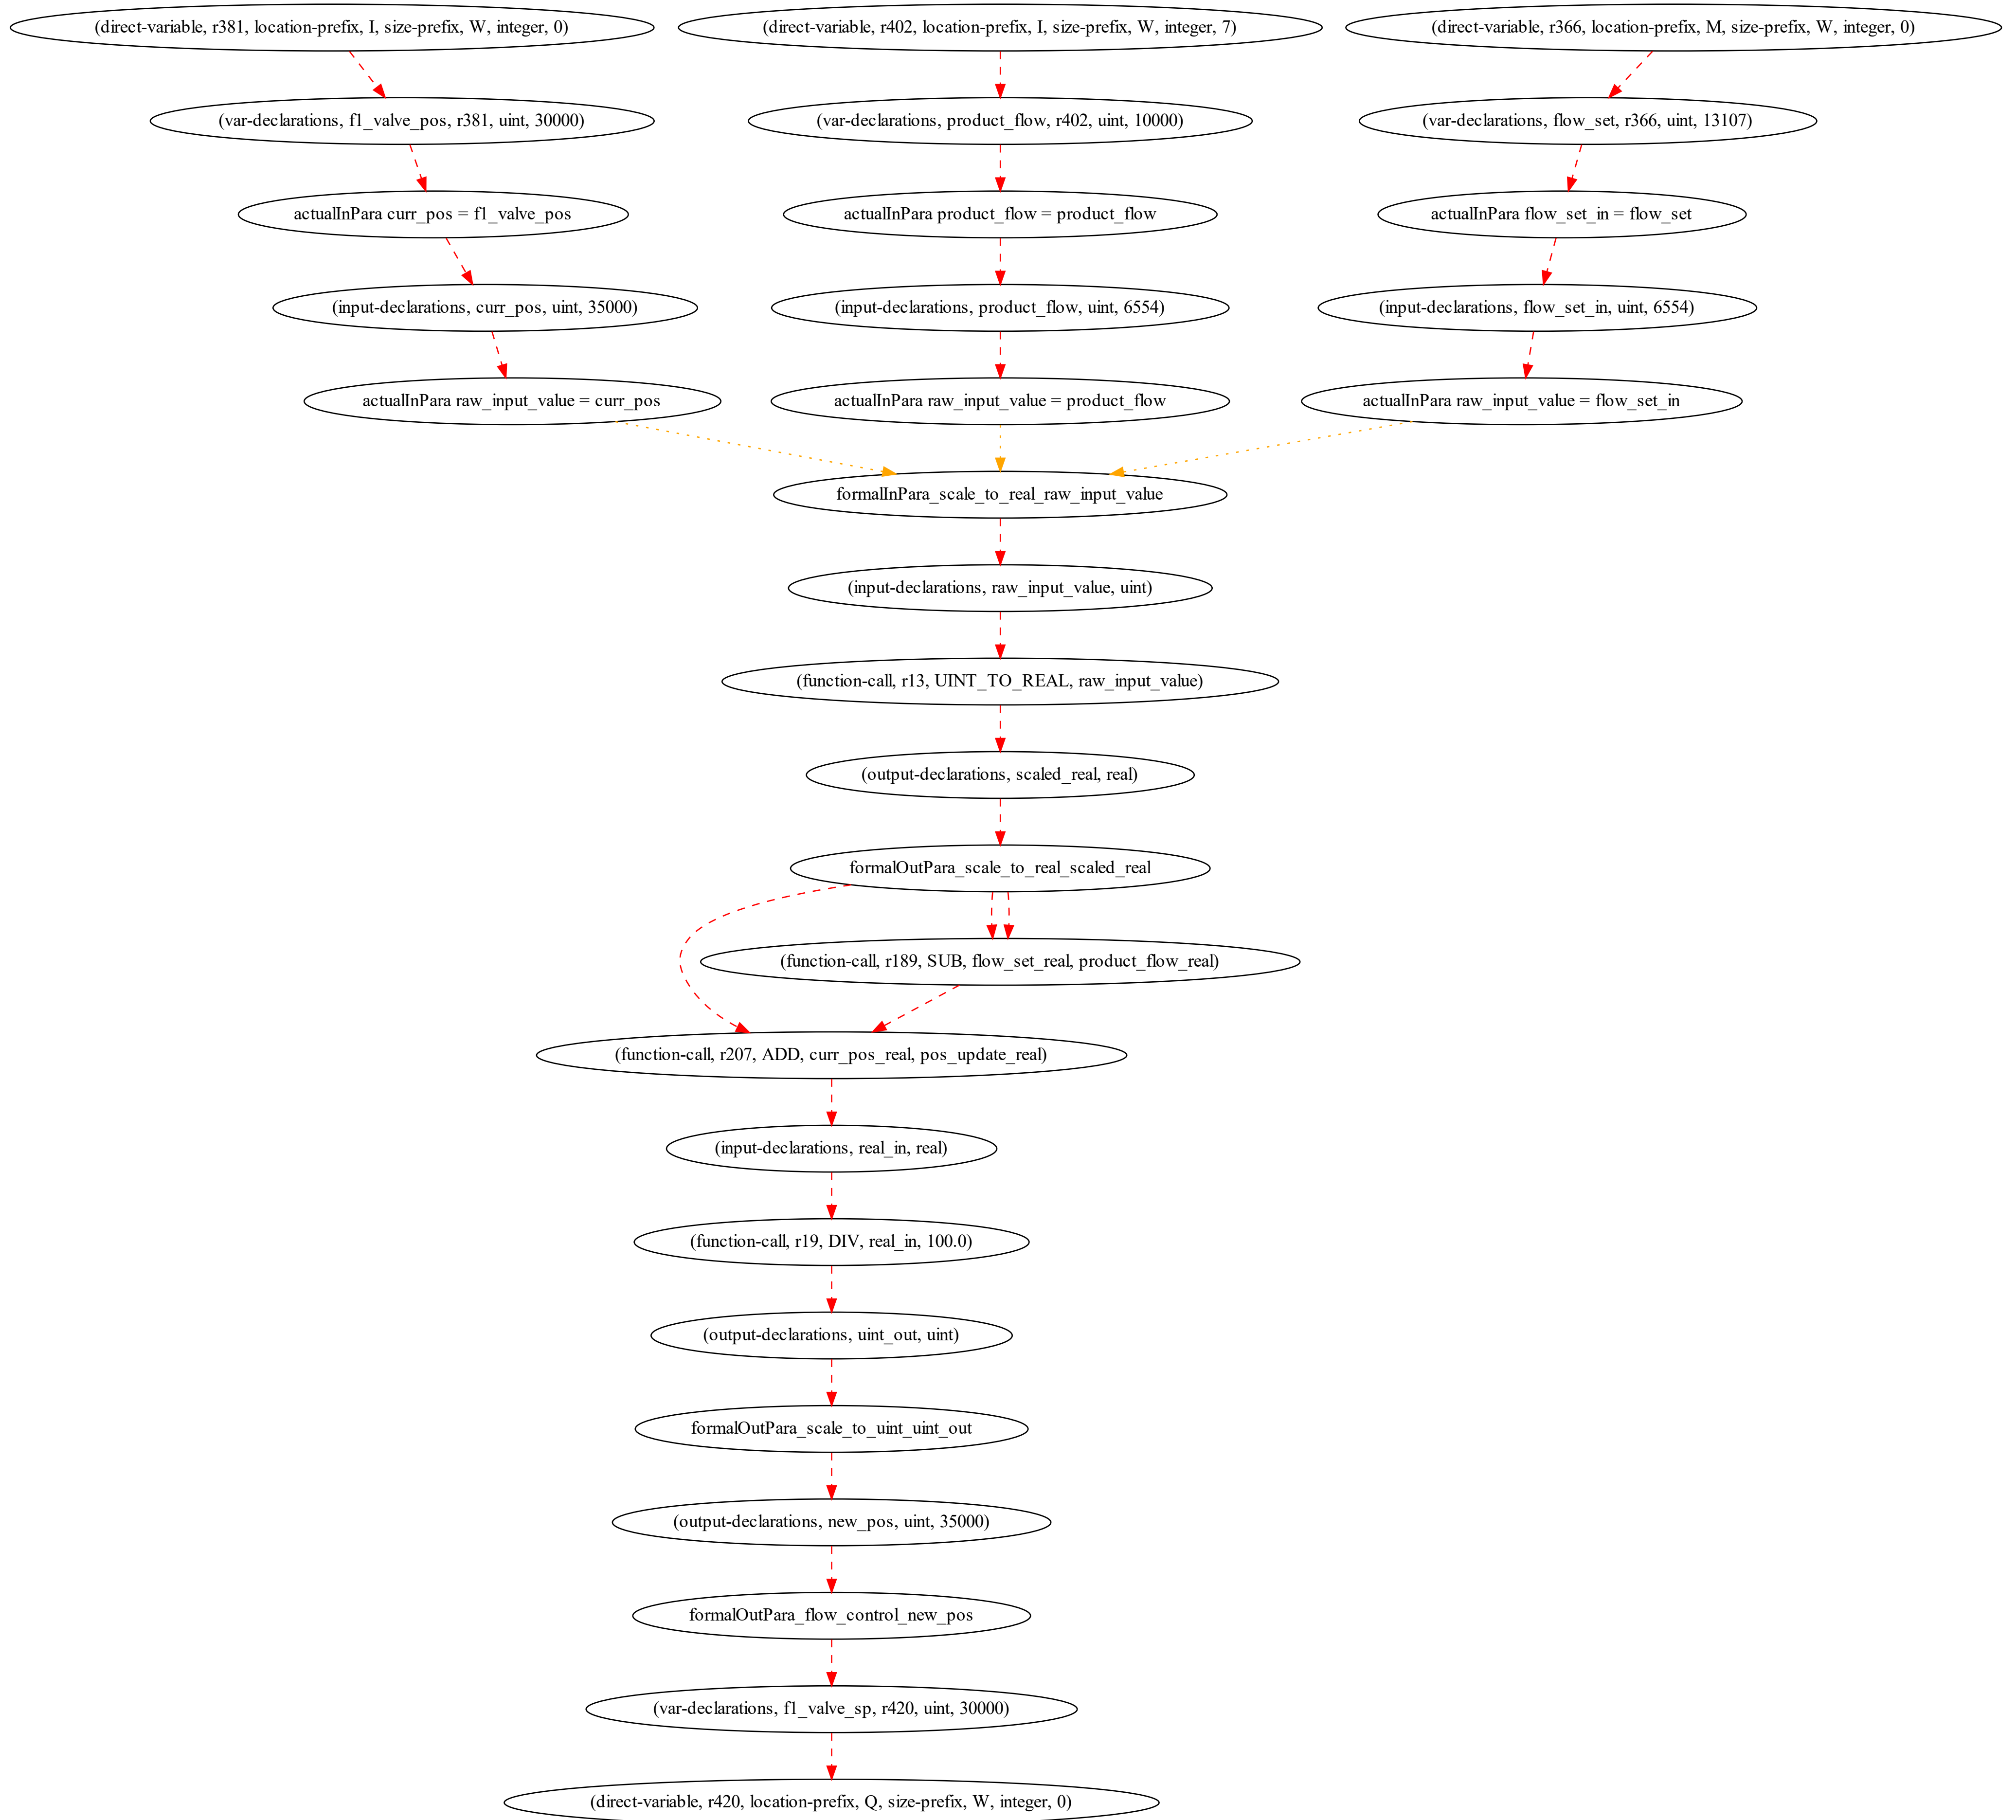 (direct-variable, r381, location-prefix, I, size-prefix, W, integer, 0)
(direct-variable, r402, location-prefix, I, size-prefix, W, integer, 7)
(direct-variable, r366, location-prefix, M, size-prefix, W, integer, 0)
(var-declarations, f1_valve_pos, r381, uint, 30000)
(var-declarations, product_flow, r402, uint, 10000)
(var-declarations, flow_set, r366, uint, 13107)
actualInPara curr_pos = f1_valve_pos
actualInPara product_flow = product_flow
actualInPara flow_set_in = flow_set
(input-declarations, curr_pos, uint, 35000)
(input-declarations, product_flow, uint, 6554)
(input-declarations, flow_set_in, uint, 6554)
actualInPara raw_input_value = curr_pos
actualInPara raw_input_value = product_flow
actualInPara raw_input_value = flow_set_in
formalInPara_scale_to_real_raw_input_value
(input-declarations, raw_input_value, uint)
(function-call, r13, UINT_TO_REAL, raw_input_value)
(output-declarations, scaled_real, real)
formalOutPara_scale_to_real_scaled_real
(function-call, r189, SUB, flow_set_real, product_flow_real)
(function-call, r207, ADD, curr_pos_real, pos_update_real)
(input-declarations, real_in, real)
(function-call, r19, DIV, real_in, 100.0)
(output-declarations, uint_out, uint)
formalOutPara_scale_to_uint_uint_out
(output-declarations, new_pos, uint, 35000)
formalOutPara_flow_control_new_pos
(var-declarations, f1_valve_sp, r420, uint, 30000)
(direct-variable, r420, location-prefix, Q, size-prefix, W, integer, 0)